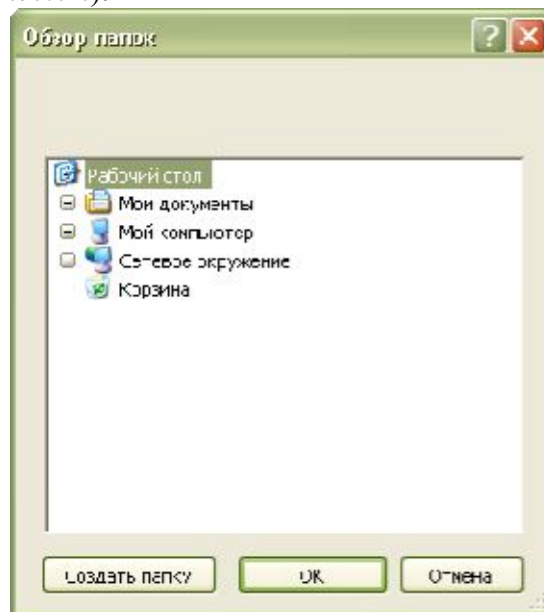 Обзор папок
Рабочий стол
Мои документы
Мой компьютер
Сетевое окружение
Корзина
Создать папку
OK
Отмена